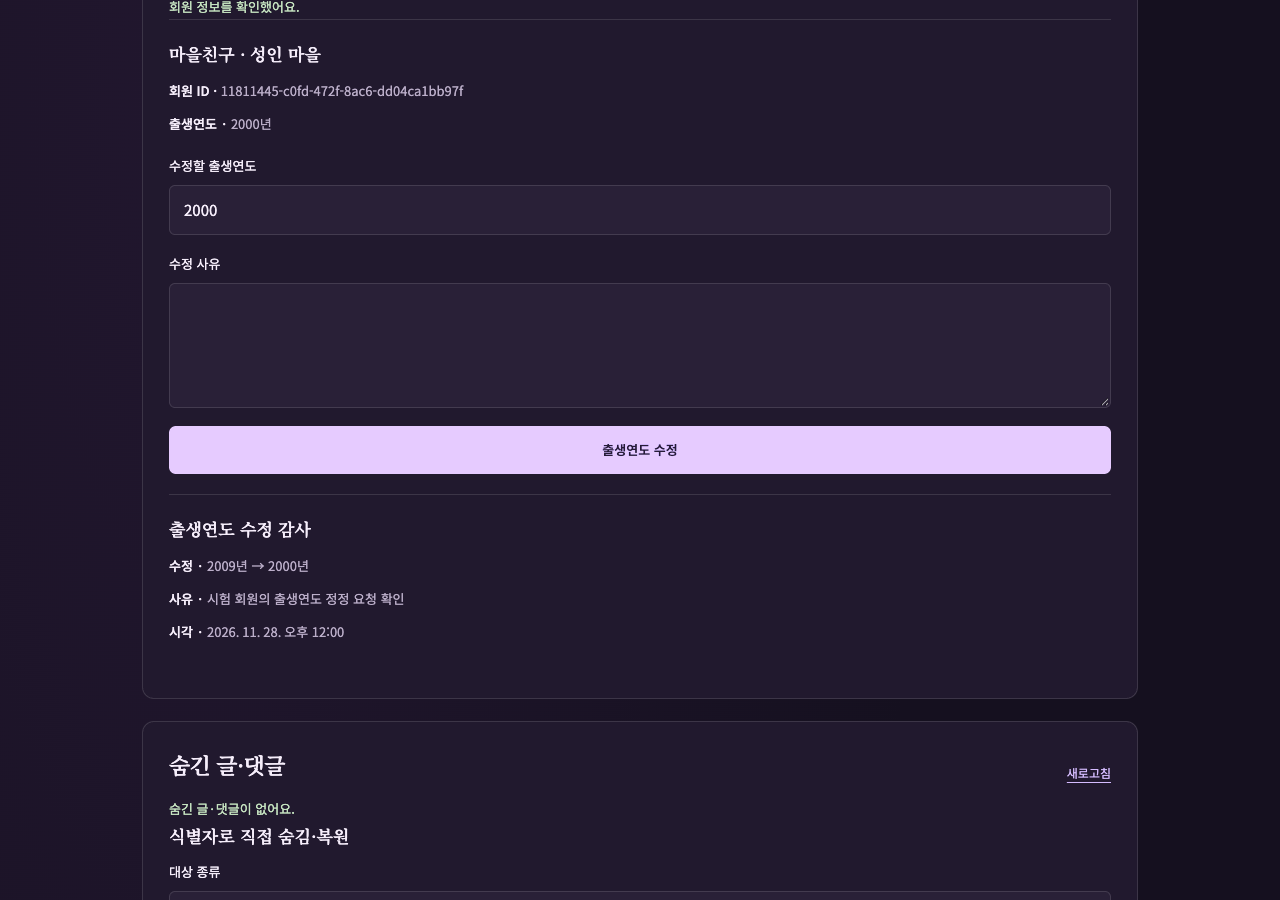 회원 정보를 확인했어요.
마을친구 · 성인 마을
회원 ID · 11811445-c0fd-472f-8ac6-dd04ca1bb97f
출생연도 · 2000년
수정할 출생연도
2000
수정 사유
출생연도 수정
출생연도 수정 감사
수정 · 2009년 → 2000년
사유 · 시험 회원의 출생연도 정정 요청 확인
시각 · 2026. 11. 28. 오후 12:00
숨긴 글·댓글
새로고침
숨긴 글·댓글이 없어요.
식별자로 직접 숨김·복원
대상 종류